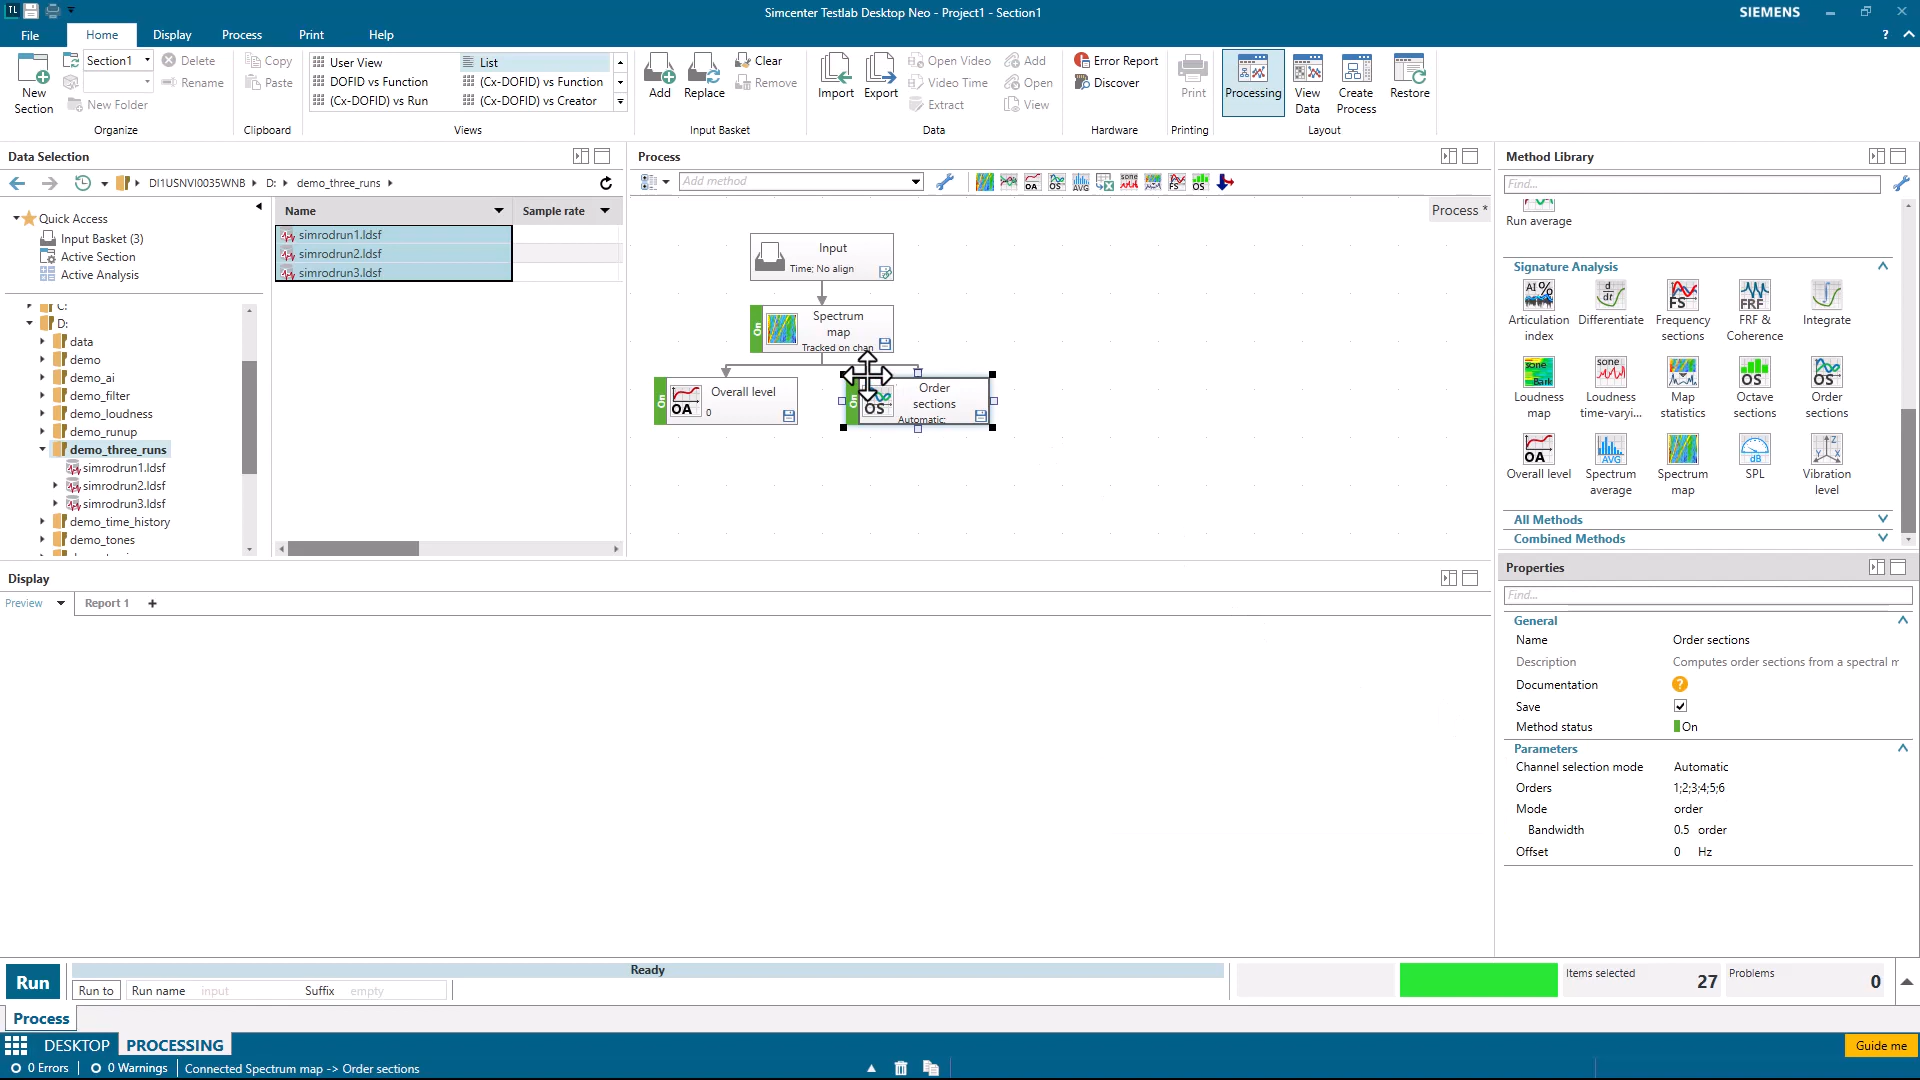 TL
Simcenter Testlab Desktop Neo - Project1 - Section1
SIEMENS
File
Home
Display
Process
Print
Help
New Section
Section1
Delete
Rename
New Folder
Organize
Copy
Paste
Clipboard
User View
List
DOFID vs Function
(Cx-DOFID) vs Function
(Cx-DOFID) vs Run
(Cx-DOFID) vs Creator
Views
Add
Replace
Clear
Remove
Input Basket
Import
Export
Open Video
Video Time
Extract
Add
Open
View
Data
Error Report
Discover
Hardware
Print
Printing
Processing
View Data
Create Process
Restore
Layout
Data Selection
DI1USNVI0035WNB
D:
demo_three_runs
Quick Access
Input Basket (3)
Active Section
Active Analysis
C:
D:
data
demo
demo_ai
demo_filter
demo_loudness
demo_runup
demo_three_runs
simrodrun1.ldsf
simrodrun2.ldsf
simrodrun3.ldsf
demo_time_history
demo_tones
Name
Sample rate
simrodrun1.ldsf
simrodrun2.ldsf
simrodrun3.ldsf
Process
Add method
Process *
Input
Time; No align
On
Spectrum
map
Tracked on chan
On
OA
Overall level
0
On
OS
Order
sections
Automatic;
Method Library
Find...
Run average
Signature Analysis
Articulation index
Differentiate
Frequency sections
FRF & Coherence
Integrate
Loudness map
Loudness time-varyi...
Map statistics
Octave sections
Order sections
Overall level
Spectrum average
Spectrum map
SPL
Vibration level
All Methods
Combined Methods
Properties
Find...
General
Name
Order sections
Description
Computes order sections from a spectral m
Documentation
?
Save
Method status
On
Parameters
Channel selection mode
Automatic
Orders
1;2;3;4;5;6
Mode
order
Bandwidth
0.5 order
Offset
0 Hz
Display
Preview
Report 1
+
Run
Ready
Run to
Run name
input
Suffix
empty
Items selected
27
Problems
0
Process
DESKTOP
PROCESSING
Guide me
0 Errors
0 Warnings
Connected Spectrum map -> Order sections